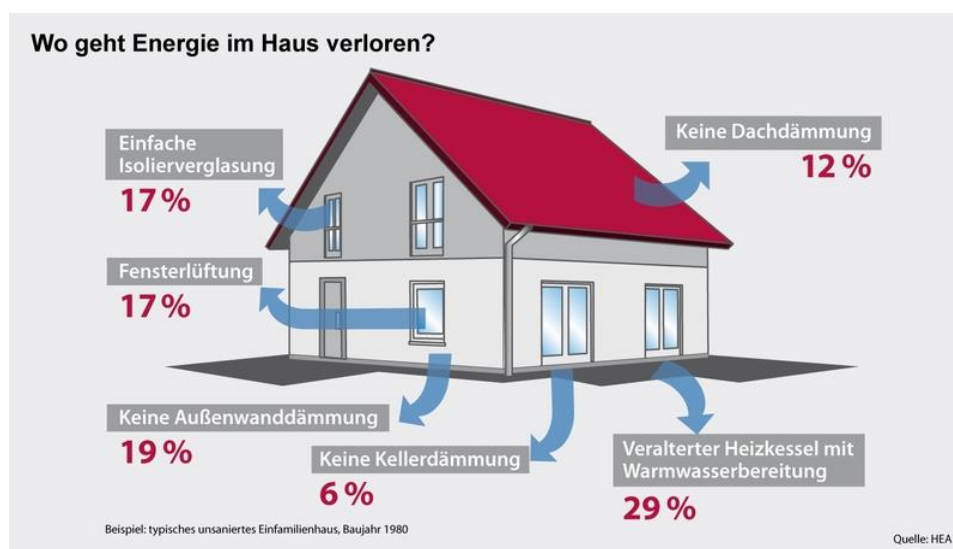 Wo geht Energie im Haus verloren?
Einfache
Isolierverglasung
17 %
Keine Dachdämmung
12 %
Fensterlüftung
17 %
Keine Außenwanddämmung
19 %
Keine Kellerdämmung
6 %
Veralterter Heizkessel mit
Warmwasserbereitung
29 %
Beispiel: typisches unsaniertes Einfamilienhaus, Baujahr 1980
Quelle: HEA